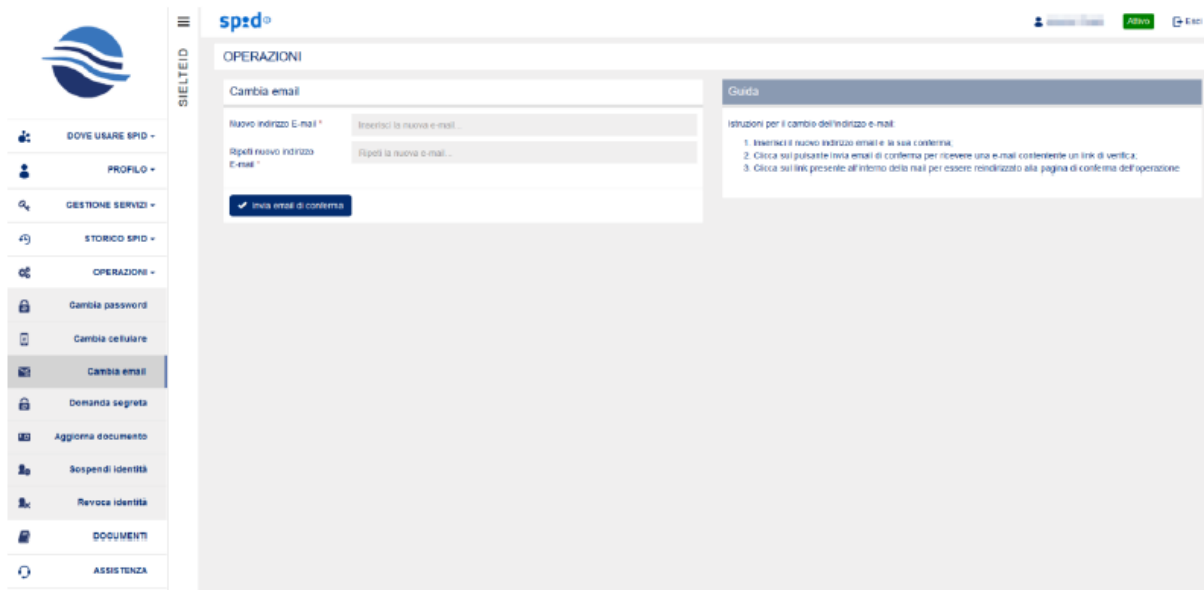 spid
Attivo
Esci
SIELTEID
DOVE USARE SPID
PROFILO
GESTIONE SERVIZI
STORICO SPID
OPERAZIONI
Cambia password
Cambia cellulare
Cambia email
Domanda segreta
Aggiorna documento
Sospendi identità
Revoca identità
DOCUMENTI
ASSISTENZA
OPERAZIONI
Cambia email
Nuovo indirizzo E-mail *
Inserisci la nuova e-mail...
Ripeti nuovo indirizzo
E-mail *
Ripeti la nuova e-mail...
Invia email di conferma
Guida
Istruzioni per il cambio dell'indirizzo e-mail:
1. Inserisci il nuovo indirizzo email e la sua conferma;
2. Clicca sul pulsante invia email di conferma per ricevere una e-mail contenente un link di verifica;
3. Clicca sul link presente all'interno della mail per essere reindirizzato alla pagina di conferma dell'operazione